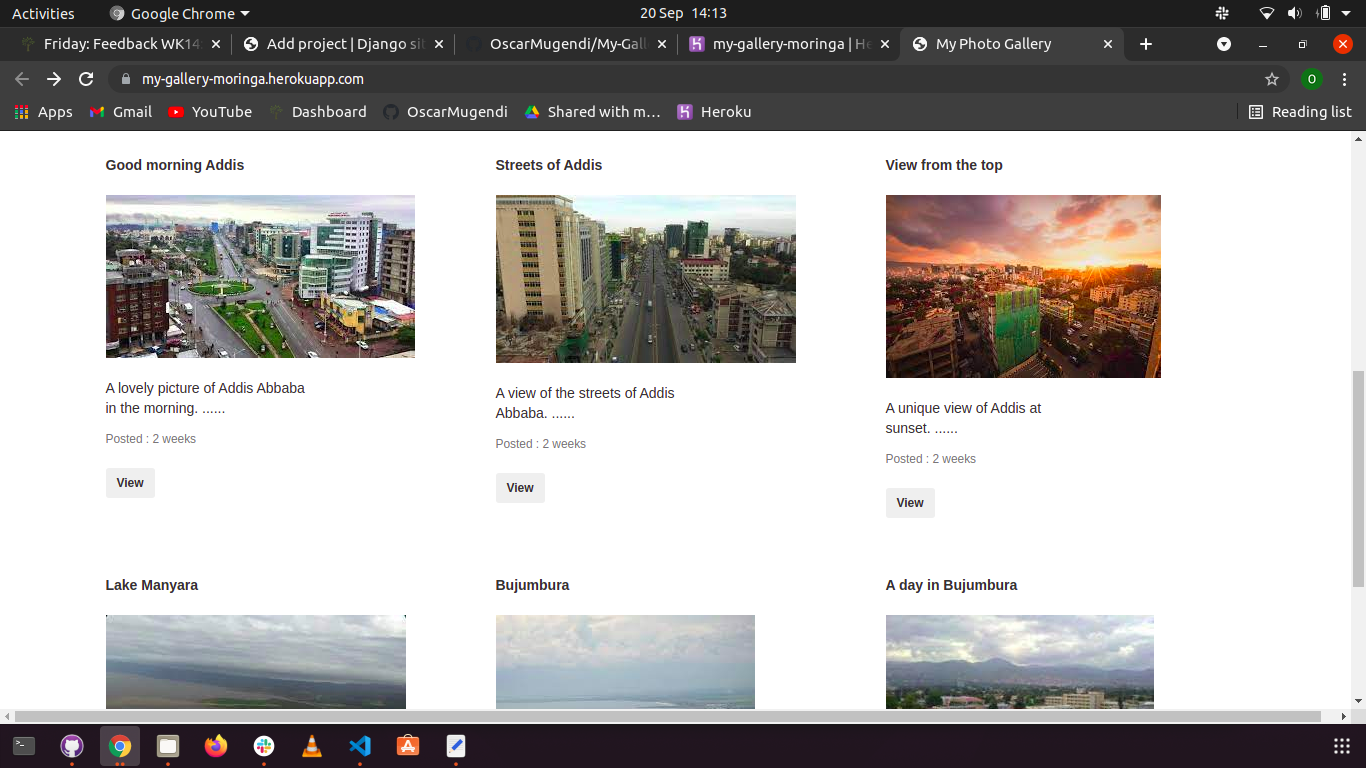 Activities
Google Chrome
20 Sep 14:13
Friday: Feedback WK14
Add project | Django sit
OscarMugendi/My-Gall
my-gallery-moringa | He
My Photo Gallery
my-gallery-moringa.herokuapp.com
O
Apps
Gmail
YouTube
Dashboard
OscarMugendi
Shared with m…
Heroku
Reading list
Good morning Addis
Streets of Addis
View from the top
A lovely picture of Addis Abbaba
in the morning. ......
Posted : 2 weeks
View
A view of the streets of Addis
Abbaba. ......
Posted : 2 weeks
View
A unique view of Addis at
sunset. ......
Posted : 2 weeks
View
Lake Manyara
Bujumbura
A day in Bujumbura